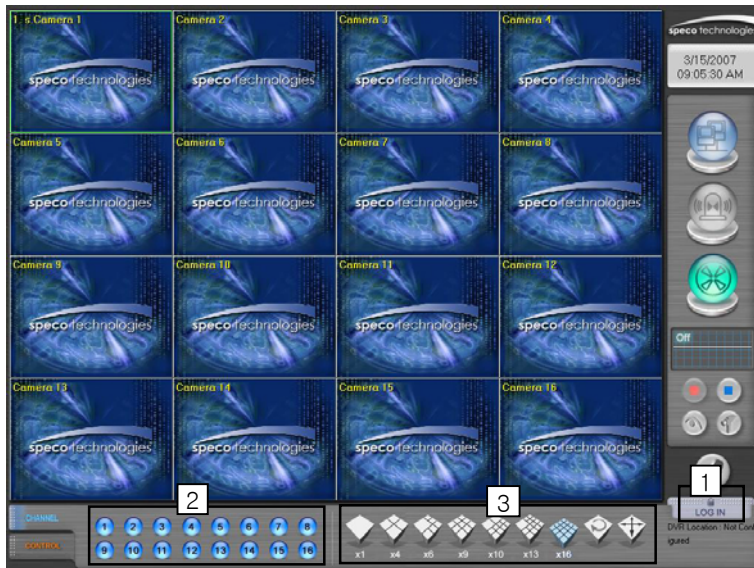 1. s Camera 1
Camera 2
Camera 3
Camera 4
speco technologies
speco technologies
speco technologies
speco technologies
Camera 5
Camera 6
Camera 7
Camera 8
speco technologies
speco technologies
speco technologies
speco technologies
Camera 9
Camera 10
Camera 11
Camera 12
speco technologies
speco technologies
speco technologies
speco technologies
Camera 13
Camera 14
Camera 15
Camera 16
speco technologies
speco technologies
speco technologies
speco technologies
speco technologie
3/15/2007
09:05:30 AM
Off
1
LOG IN
DVR Location : Not Conf
igured
CHANNEL
CONTROL
2
1 2 3 4 5 6 7 8
9 10 11 12 13 14 15 16
3
x1 x4 x6 x9 x10 x13 x16